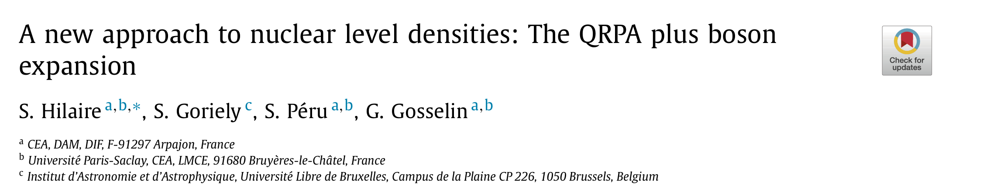 A new approach to nuclear level densities: The QRPA plus boson
expansion
Check for
updates
S. Hilaire a,b,*, S. Goriely c, S. Péru a,b, G. Gosselin a,b
a CEA, DAM, DIF, F-91297 Arpajon, France
b Université Paris-Saclay, CEA, LMCE, 91680 Bruyères-le-Châtel, France
c Institut d’Astronomie et d’Astrophysique, Université Libre de Bruxelles, Campus de la Plaine CP 226, 1050 Brussels, Belgium